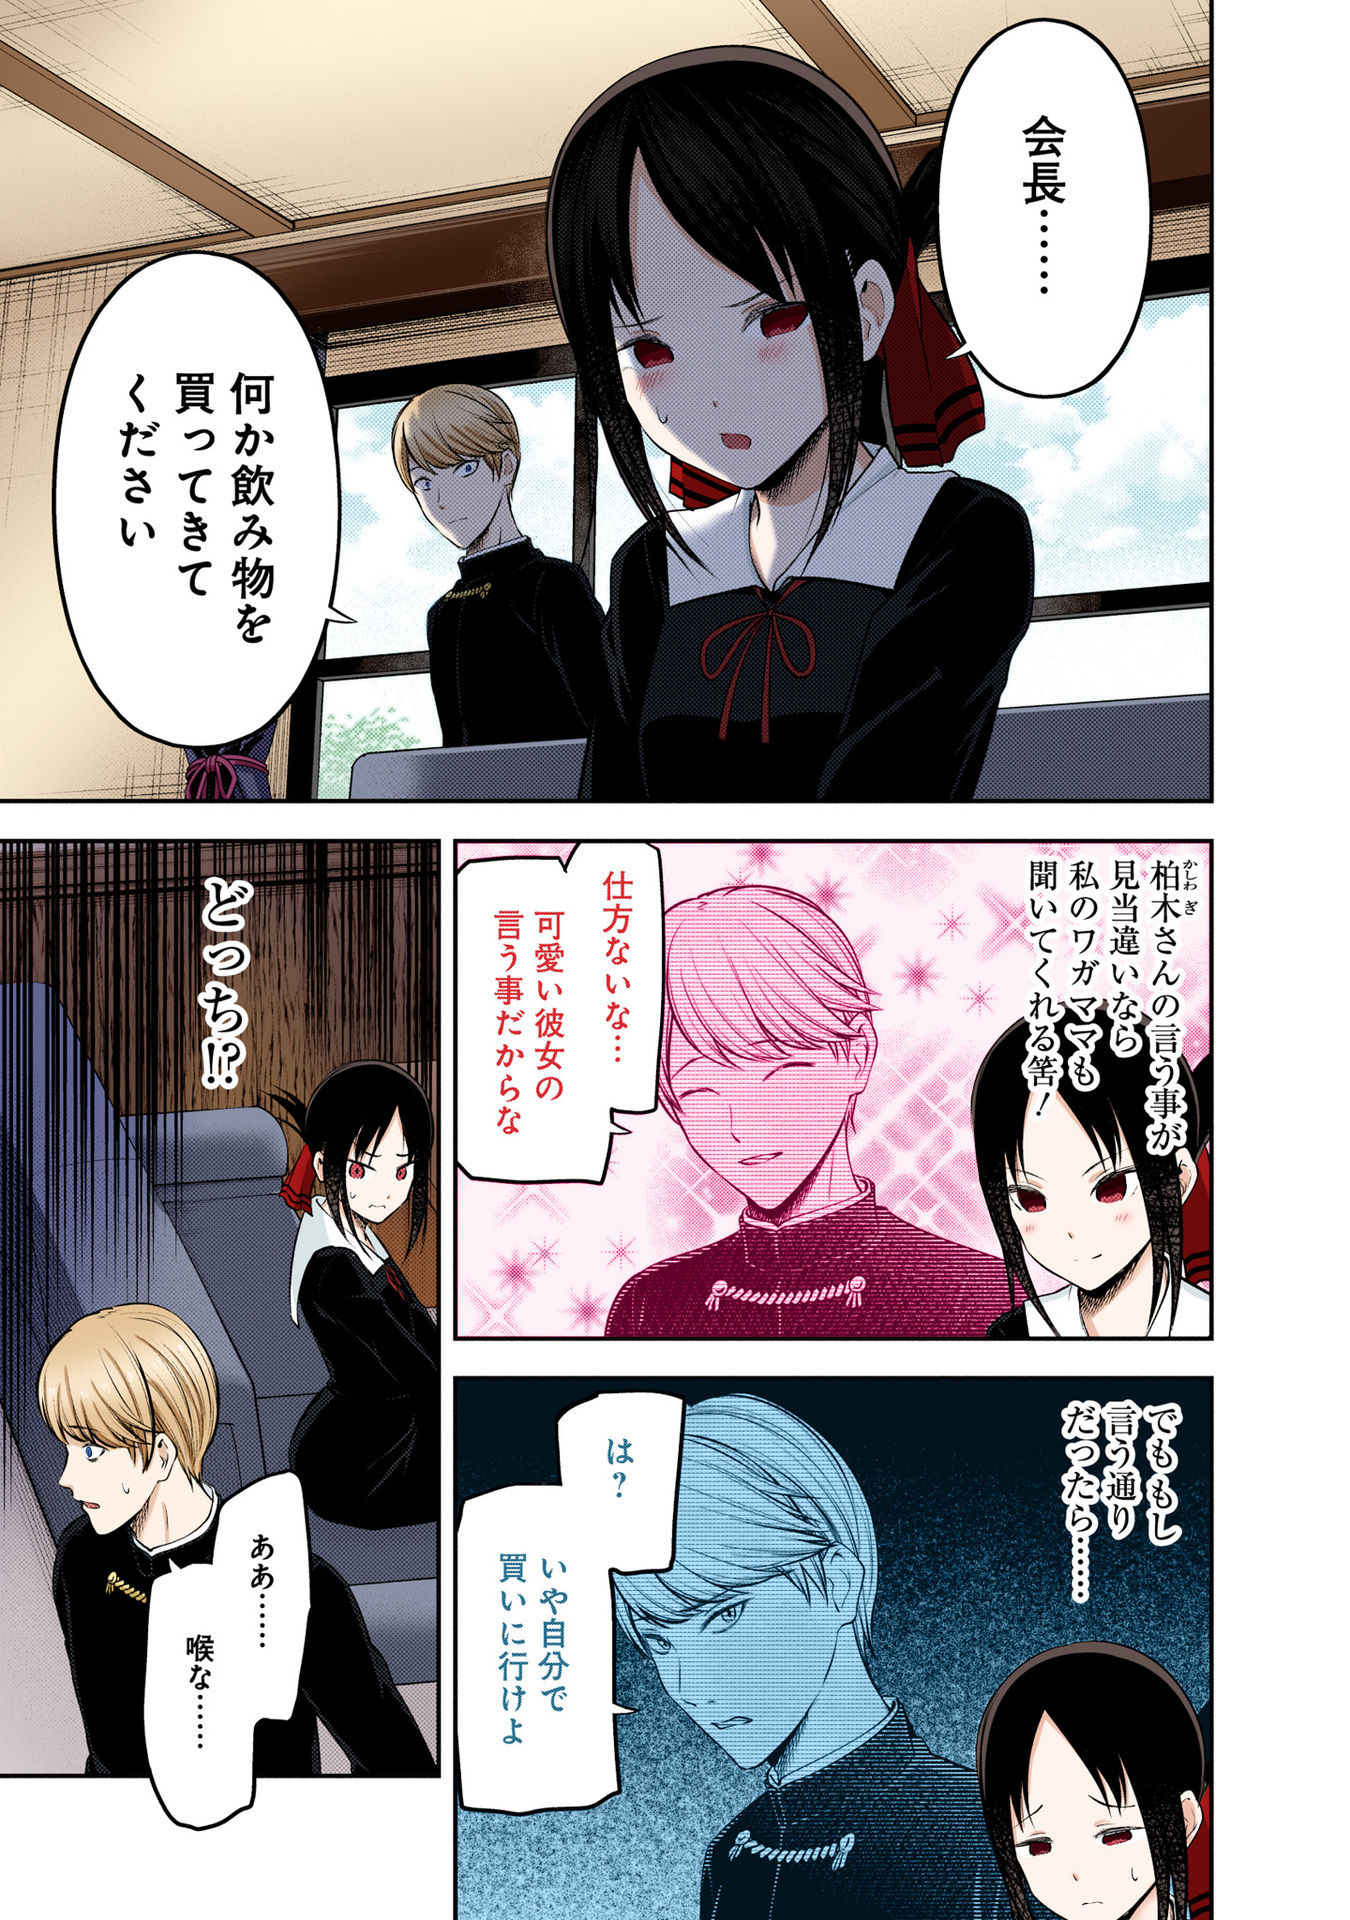 会長……
何か飲み物を
買ってきて
ください
柏木さんの言う事が
かしわぎ
見当違いなら
私のワガママも
聞いてくれる筈！
仕方ないな…
可愛い彼女の
言う事だからな
でももし
言う通り
だったら……
は？
いや自分で
買いに行けよ
どっち!?
ああ……
喉な……